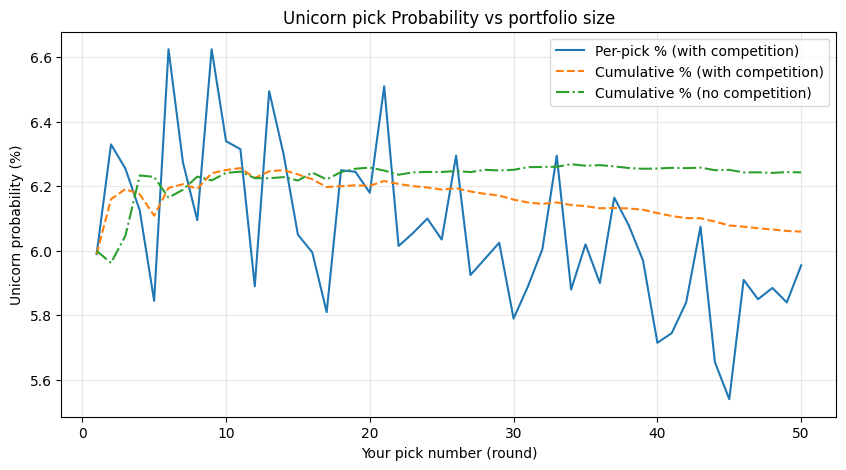 Unicorn pick Probability vs portfolio size
Per-pick % (with competition)
Cumulative % (with competition)
Cumulative % (no competition)
Unicorn probability (%)
6.6
6.4
6.2
6.0
5.8
5.6
0 10 20 30 40 50
Your pick number (round)